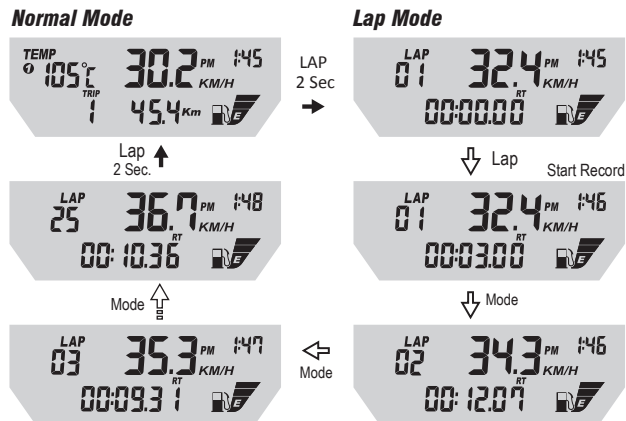 Normal Mode
Lap Mode
TEMP
1 105°C
30.2 PM 1:45
KM/H
TRIP
1 45.4 Km
E
LAP
2 Sec
LAP
01 32.4 PM 1:45
KM/H
RT
00:00.00
E
Lap
Start Record
LAP
01 32.4 PM 1:46
KM/H
RT
00:03.00
E
Mode
LAP
02 34.3 PM 1:46
KM/H
RT
00:12.07
E
Mode
LAP
03 35.3 PM 1:47
KM/H
RT
00:09.31
E
Mode
LAP
25 36.7 PM 1:48
KM/H
RT
00:10.36
E
Lap
2 Sec.